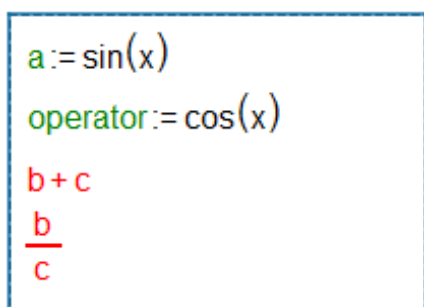 a := sin(x)
operator := cos(x)
b + c
b
c